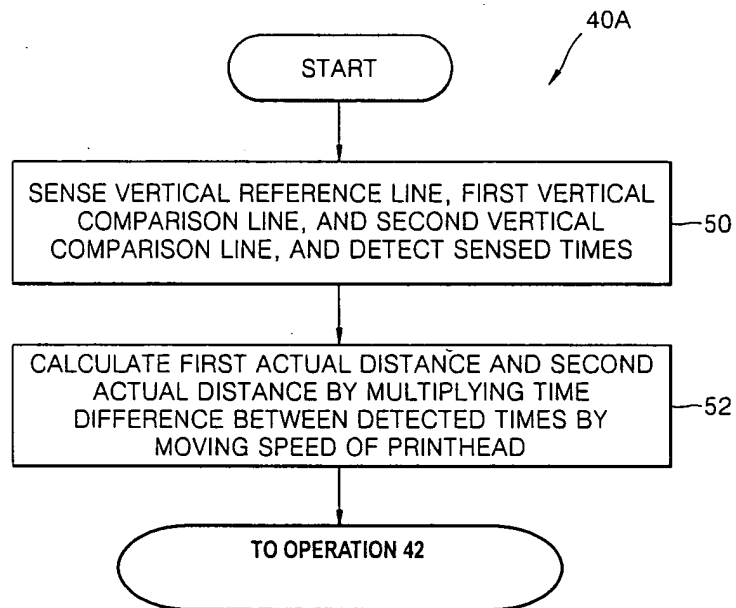 40A
START
SENSE VERTICAL REFERENCE LINE, FIRST VERTICAL
COMPARISON LINE, AND SECOND VERTICAL
COMPARISON LINE, AND DETECT SENSED TIMES
50
CALCULATE FIRST ACTUAL DISTANCE AND SECOND
ACTUAL DISTANCE BY MULTIPLYING TIME
DIFFERENCE BETWEEN DETECTED TIMES BY
MOVING SPEED OF PRINTHEAD
52
TO OPERATION 42